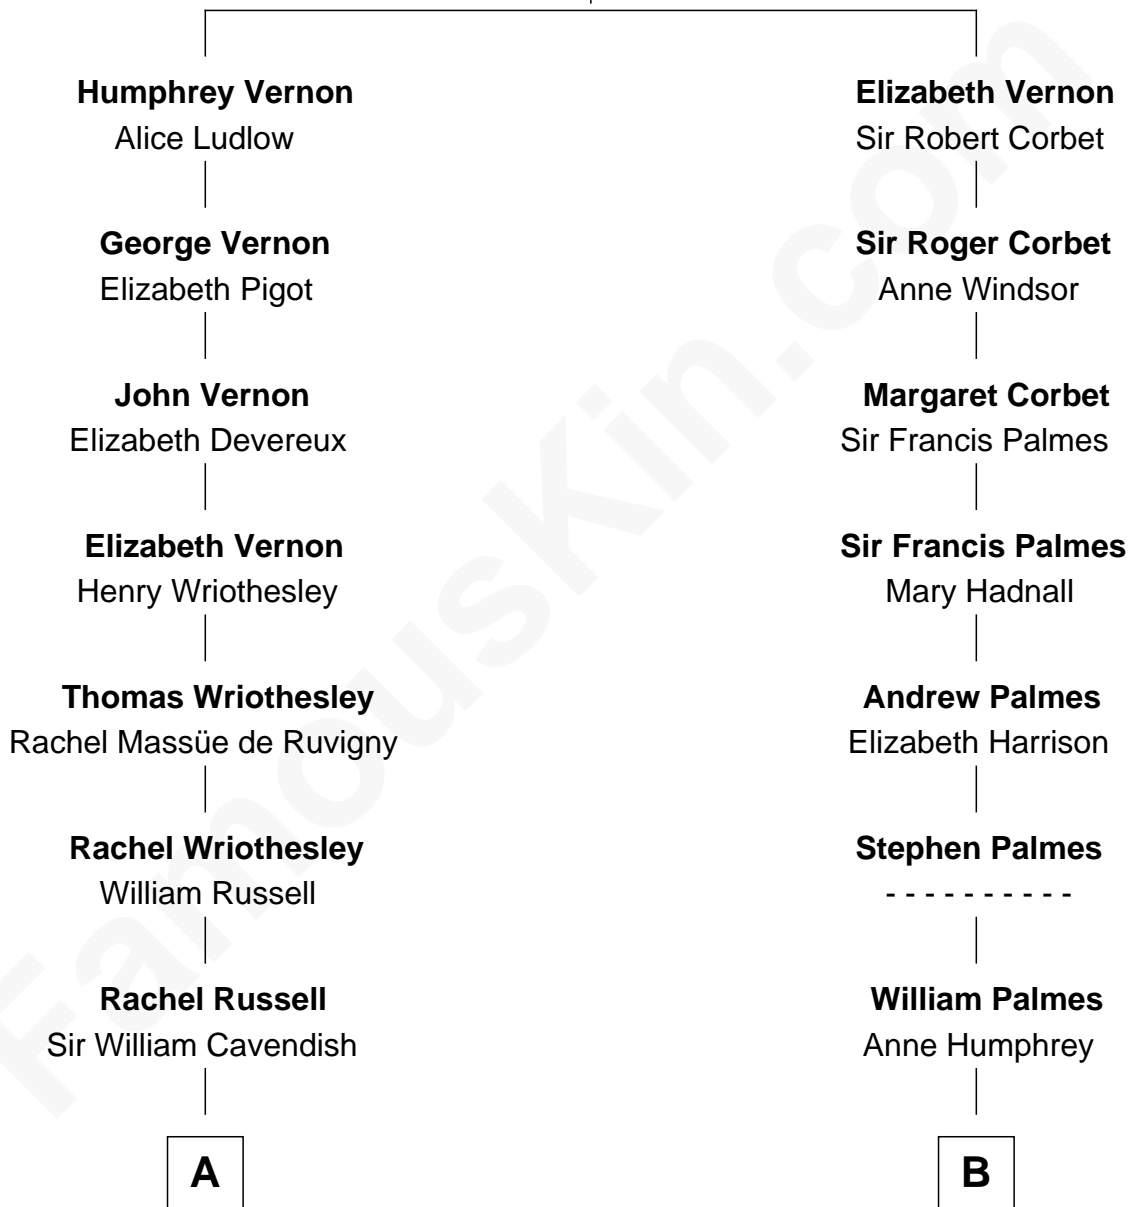 Humphrey Vernon
Alice Ludlow
George Vernon
Elizabeth Pigot
John Vernon
Elizabeth Devereux
Elizabeth Vernon
Henry Wriothesley
Thomas Wriothesley
Rachel Massüe de Ruvigny
Rachel Wriothesley
William Russell
Rachel Russell
Sir William Cavendish
A
Elizabeth Vernon
Sir Robert Corbet
Sir Roger Corbet
Anne Windsor
Margaret Corbet
Sir Francis Palmes
Sir Francis Palmes
Mary Hadnall
Andrew Palmes
Elizabeth Harrison
Stephen Palmes
- - - - - - - - - -
William Palmes
Anne Humphrey
B
FamousKin.com